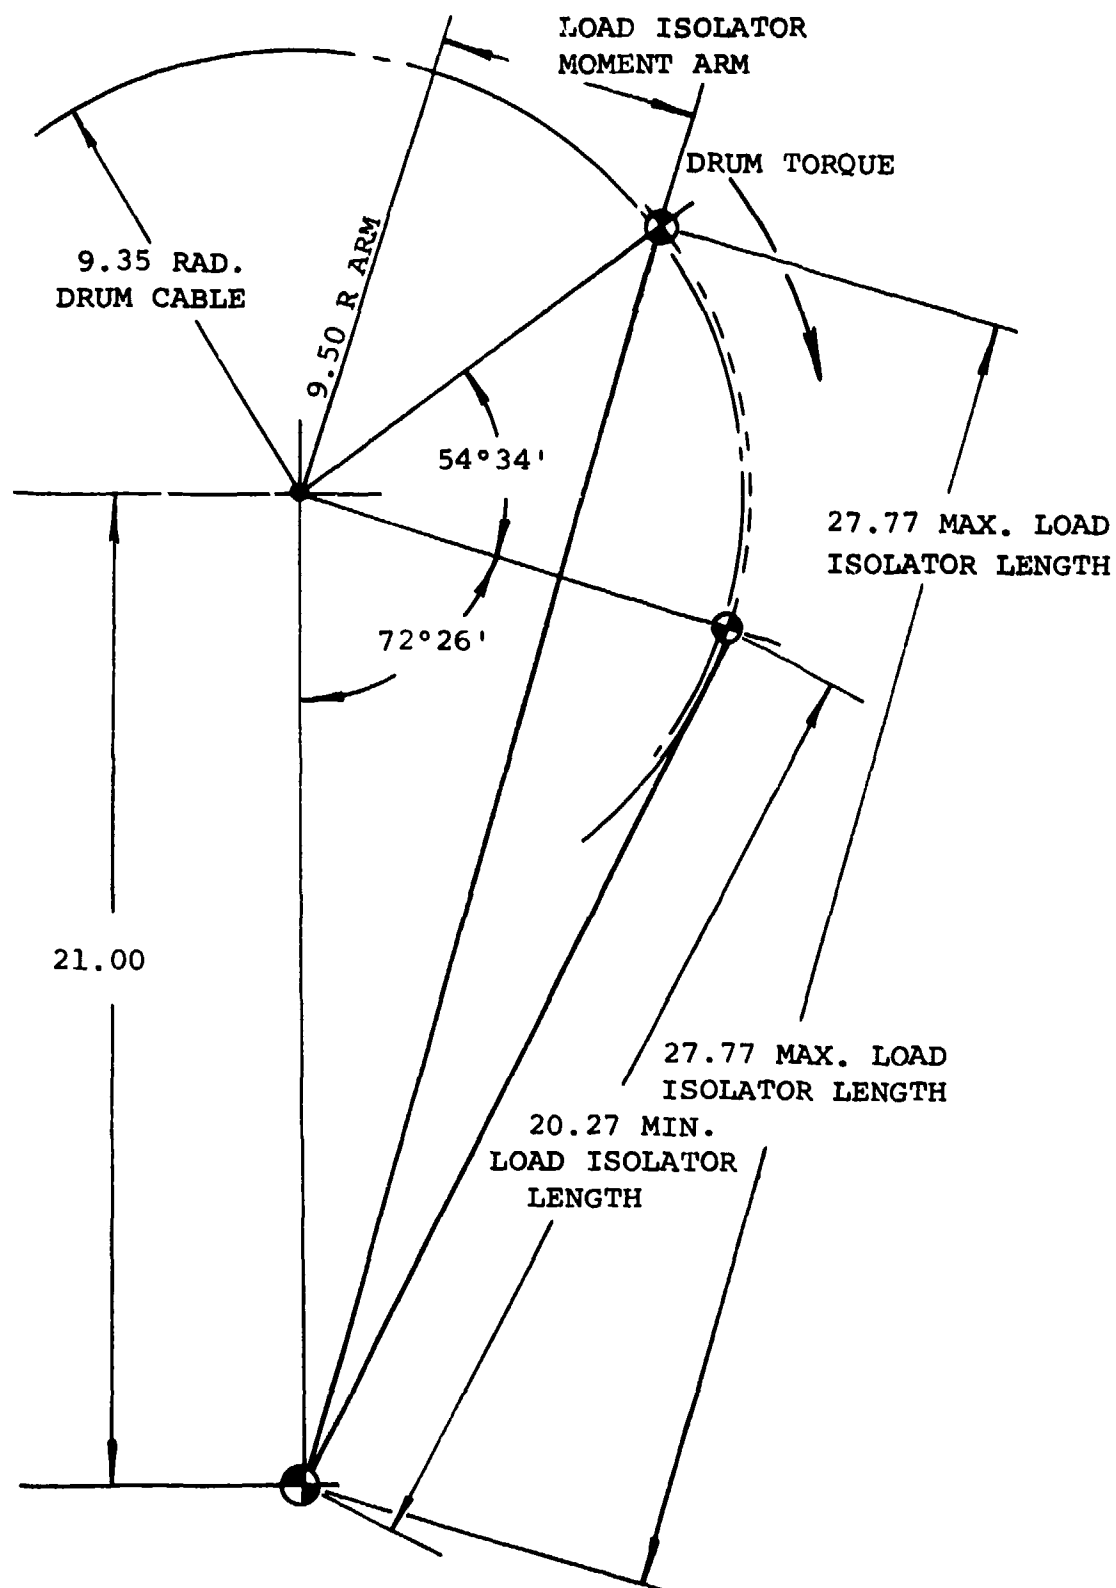 LOAD ISOLATOR
MOMENT ARM
DRUM TORQUE
9.35 RAD.
DRUM CABLE
9.50 R ARM
54°34'
27.77 MAX. LOAD
ISOLATOR LENGTH
72°26'
21.00
27.77 MAX. LOAD
ISOLATOR LENGTH
20.27 MIN.
LOAD ISOLATOR
LENGTH